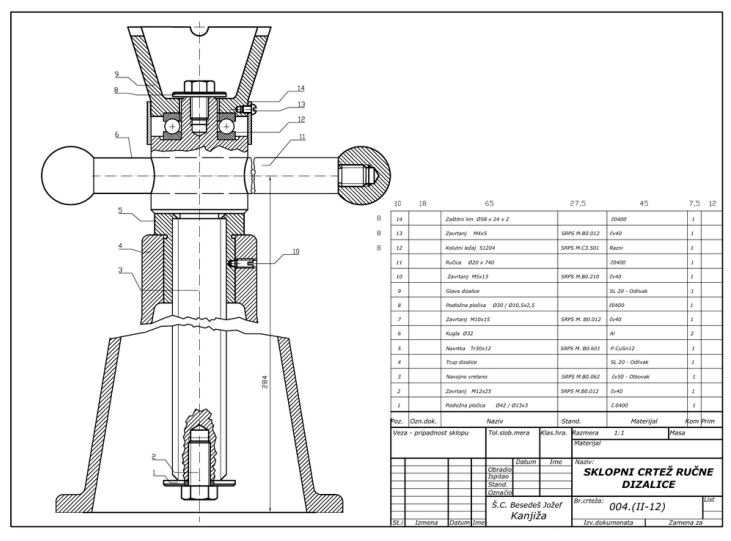 9
8
14
13
12
6
11
5
4
10
3
284
2
1
10 18 65 27,5 45 7,5 12
8 14 Zaštitni lim Ø58 x 24 x 2 č0400 1
8 13 Zavrtanj M4x5 SRPS M.B0.012 čv40 1
8 12 Kolutni ležaj 51204 SRPS M.C3.501 Razni 1
11 Ručica Ø20 x 740 č0400 1
10 Zavrtanj M5x13 SRPS M.B0.210 čv40 1
9 Glava dizalice SL 20 - Odlivak 1
8 Podložna pločica Ø30 / Ø10,5x2,5 č0400 1
7 Zavrtanj M10x15 SRPS M. B0.012 čv40 1
6 Kugla Ø32 Al 2
5 Navrtka Tr30x12 SRPS M. B0.601 P.CuSn12 1
4 Trup dizalice SL 20 - Odlivak 1
3 Navojno vreteno SRPS M.B0.062 čv50 - Otkovak 1
2 Zavrtanj M12x25 SRPS M.B0.012 čv40 1
1 Podložna pločica Ø42 / Ø13x3 č.0400 1
Poz. Ozn.dok. Naziv Stand. Materijal Kom Prim
Veza - pripadnost sklopu Tol.slob.mera Klas.hra. Razmera 1:1 Masa
Materijal
Datum Ime Naziv:
Obradio
Ispitao
Stand.
Označio
SKLOPNI CRTEŽ RUČNE
DIZALICE
Š.C. Besedeš Jožef
Kanjiža
Br.crteža:
004.(II-12)
List
St.i Izmena Datum Ime Izv.dokumenata Zamena za